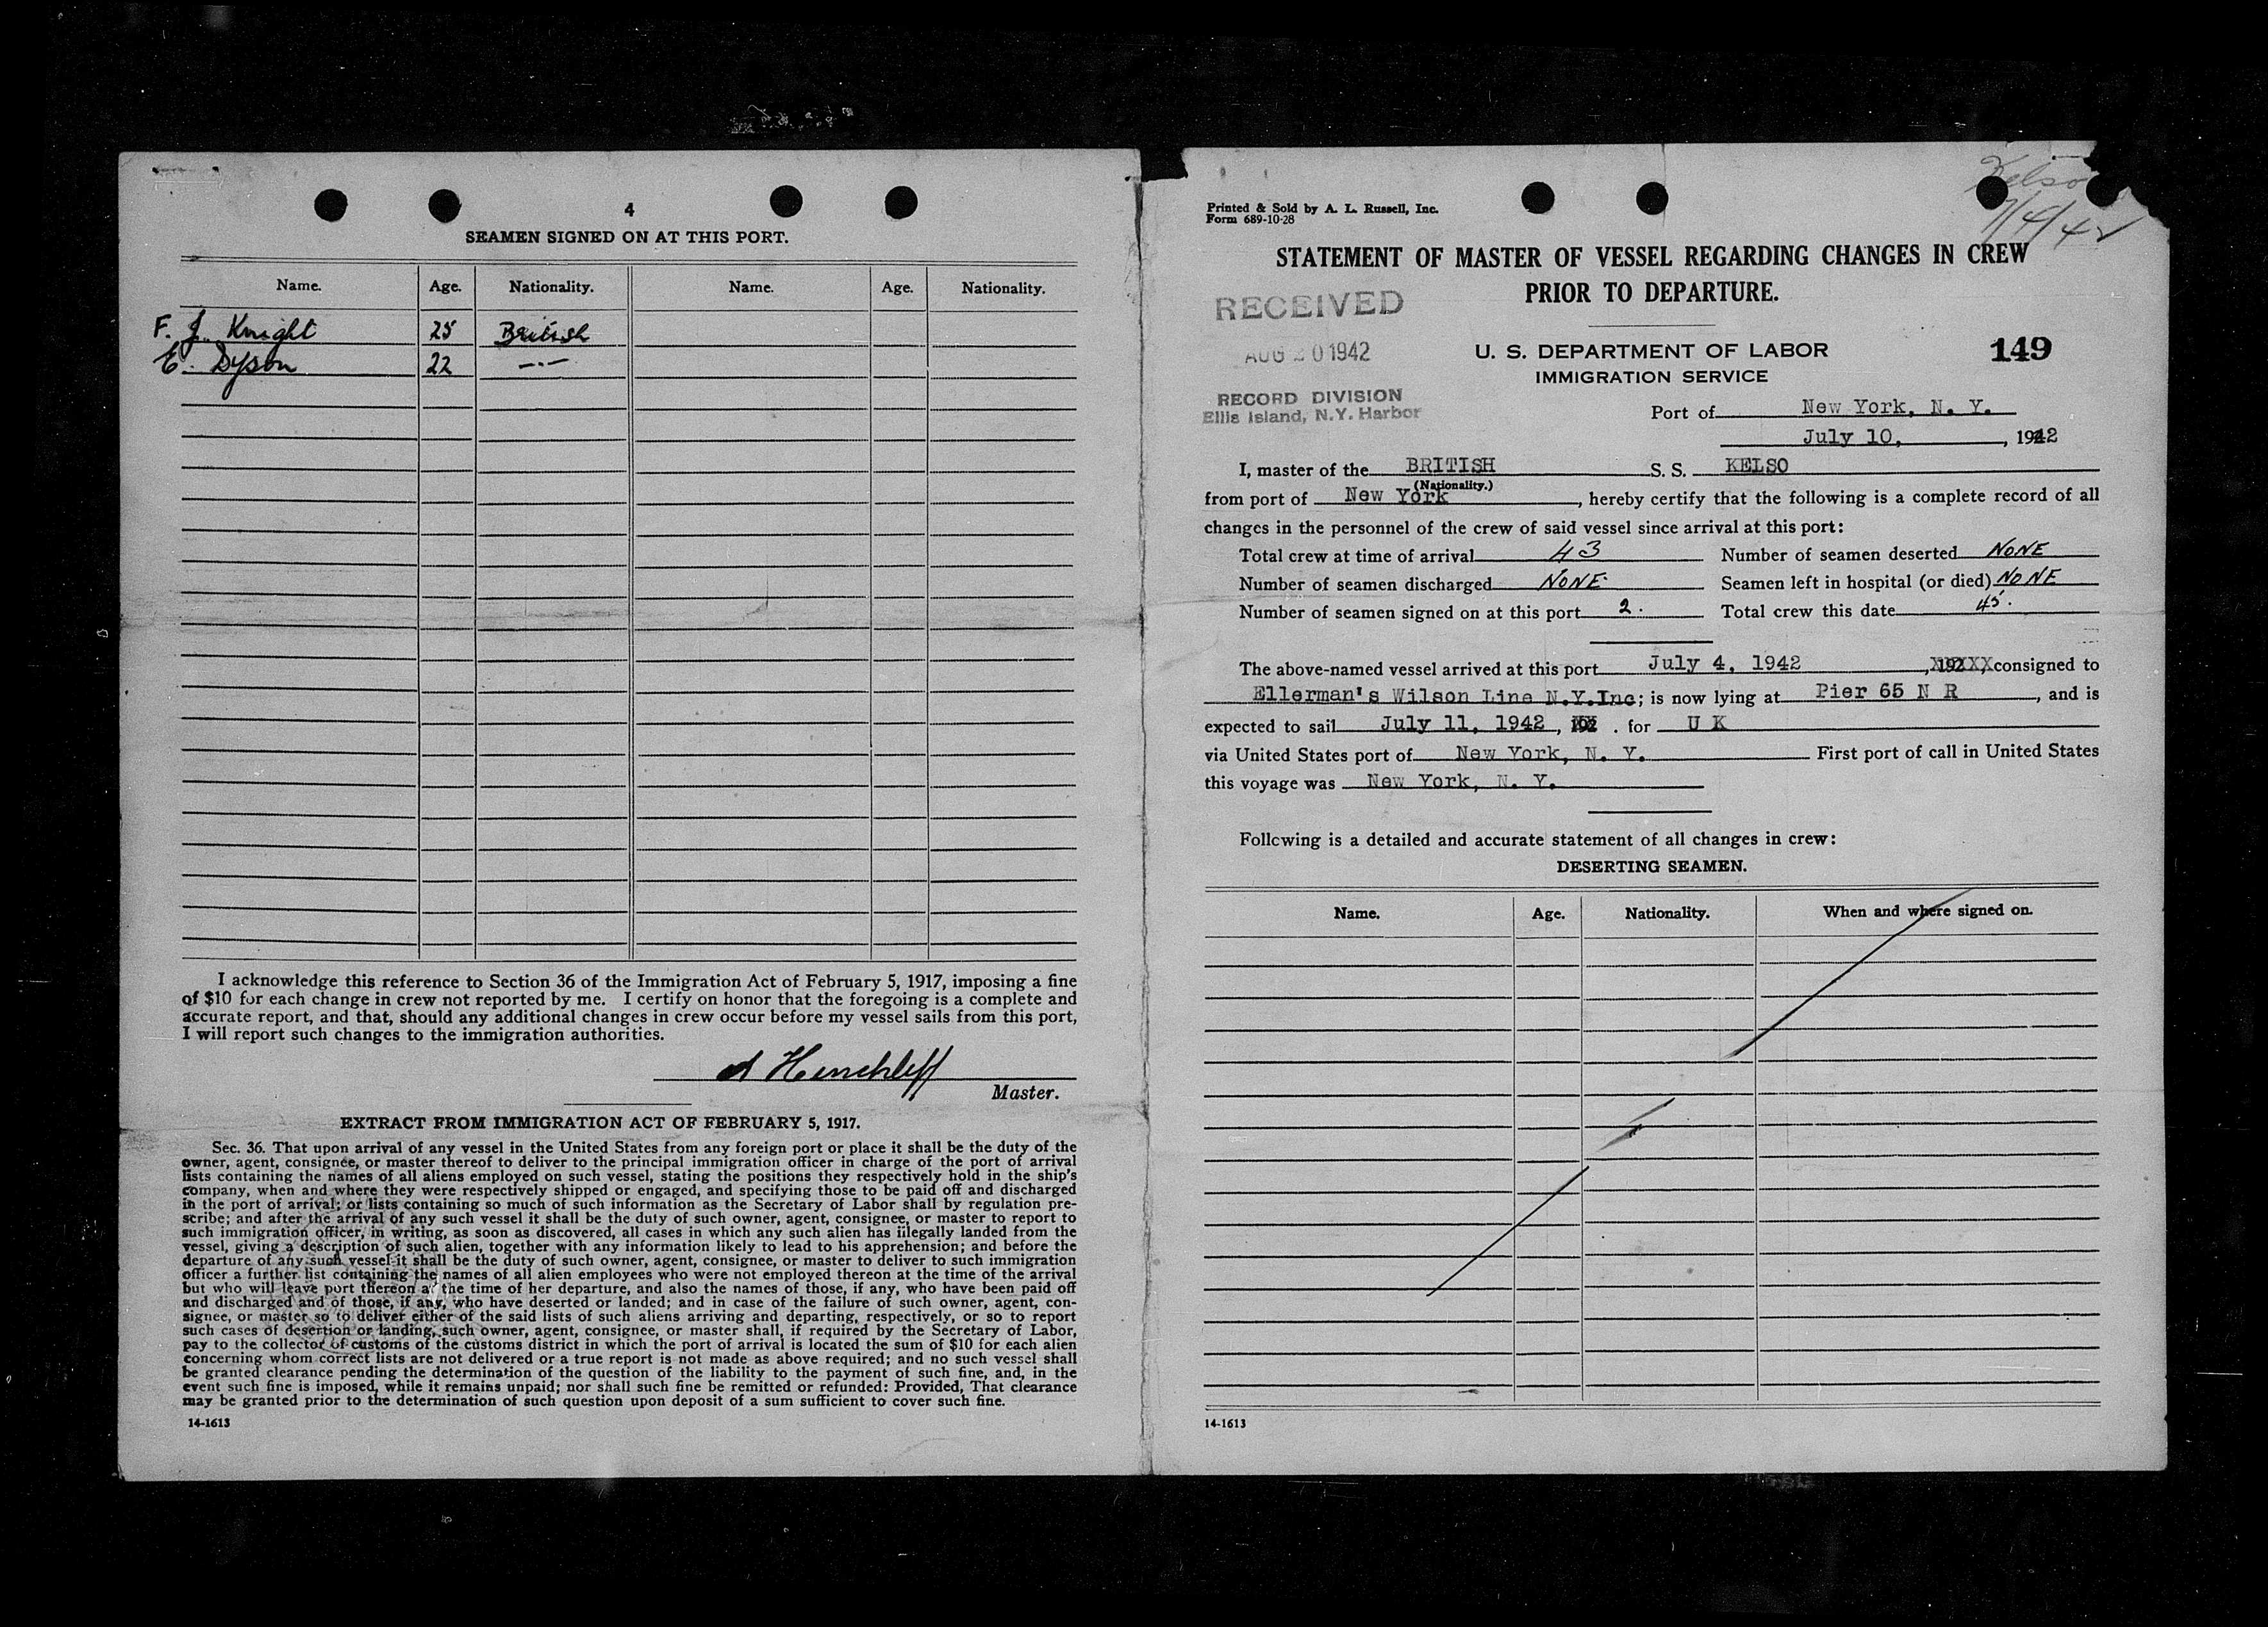 4
SEAMEN SIGNED ON AT THIS PORT.
Name. Age. Nationality. Name. Age. Nationality.
F. J. Knight 25 British
E. Dyson 22 —·—
I acknowledge this reference to Section 36 of the Immigration Act of February 5, 1917, imposing a fine
of $10 for each change in crew not reported by me. I certify on honor that the foregoing is a complete and
accurate report, and that, should any additional changes in crew occur before my vessel sails from this port,
I will report such changes to the immigration authorities.
A Hinchliff
Master.
EXTRACT FROM IMMIGRATION ACT OF FEBRUARY 5, 1917.
Sec. 36. That upon arrival of any vessel in the United States from any foreign port or place it shall be the duty of the
owner, agent, consignee, or master thereof to deliver to the principal immigration officer in charge of the port of arrival
lists containing the names of all aliens employed on such vessel, stating the positions they respectively hold in the ship's
company, when and where they were respectively shipped or engaged, and specifying those to be paid off and discharged
in the port of arrival; or lists containing so much of such information as the Secretary of Labor shall by regulation pre-
scribe; and after the arrival of any such vessel it shall be the duty of such owner, agent, consignee, or master to report to
such immigration officer, in writing, as soon as discovered, all cases in which any such alien has illegally landed from the
vessel, giving a description of such alien, together with any information likely to lead to his apprehension; and before the
departure of any such vessel it shall be the duty of such owner, agent, consignee, or master to deliver to such immigration
officer a further list containing the names of all alien employees who were not employed thereon at the time of the arrival
but who will leave port thereon at the time of her departure, and also the names of those, if any, who have been paid off
and discharged and of those, if any, who have deserted or landed; and in case of the failure of such owner, agent, con-
signee, or master so to deliver either of the said lists of such aliens arriving and departing, respectively, or so to report
such cases of desertion or landing, such owner, agent, consignee, or master shall, if required by the Secretary of Labor,
pay to the collector of customs of the customs district in which the port of arrival is located the sum of $10 for each alien
concerning whom correct lists are not delivered or a true report is not made as above required; and no such vessel shall
be granted clearance pending the determination of the question of the liability to the payment of such fine, and, in the
event such fine is imposed, while it remains unpaid; nor shall such fine be remitted or refunded: Provided, That clearance
may be granted prior to the determination of such question upon deposit of a sum sufficient to cover such fine.
14-1613
Kelso
7/4/42
Printed & Sold by A. L. Russell, Inc.
Form 689-10-28
STATEMENT OF MASTER OF VESSEL REGARDING CHANGES IN CREW
PRIOR TO DEPARTURE.
RECEIVED
AUG 20 1942
RECORD DIVISION
Ellis Island, N.Y. Harbor
U. S. DEPARTMENT OF LABOR
IMMIGRATION SERVICE
149
Port of New York, N. Y.
July 10, , 1942
I, master of the BRITISH S. S. KELSO
(Nationality.)
from port of New York, hereby certify that the following is a complete record of all
changes in the personnel of the crew of said vessel since arrival at this port:
Total crew at time of arrival 43 Number of seamen deserted NONE
Number of seamen discharged NONE Seamen left in hospital (or died) NONE
Number of seamen signed on at this port 2. Total crew this date 45.
The above-named vessel arrived at this port July 4, 1942 , 192XXX consigned to
Ellerman's Wilson Line N.Y.Inc; is now lying at Pier 65 N R , and is
expected to sail July 11, 1942, 192 . for U K
via United States port of New York, N. Y. First port of call in United States
this voyage was New York, N. Y.
Following is a detailed and accurate statement of all changes in crew:
DESERTING SEAMEN.
Name. Age. Nationality. When and where signed on.
14-1613